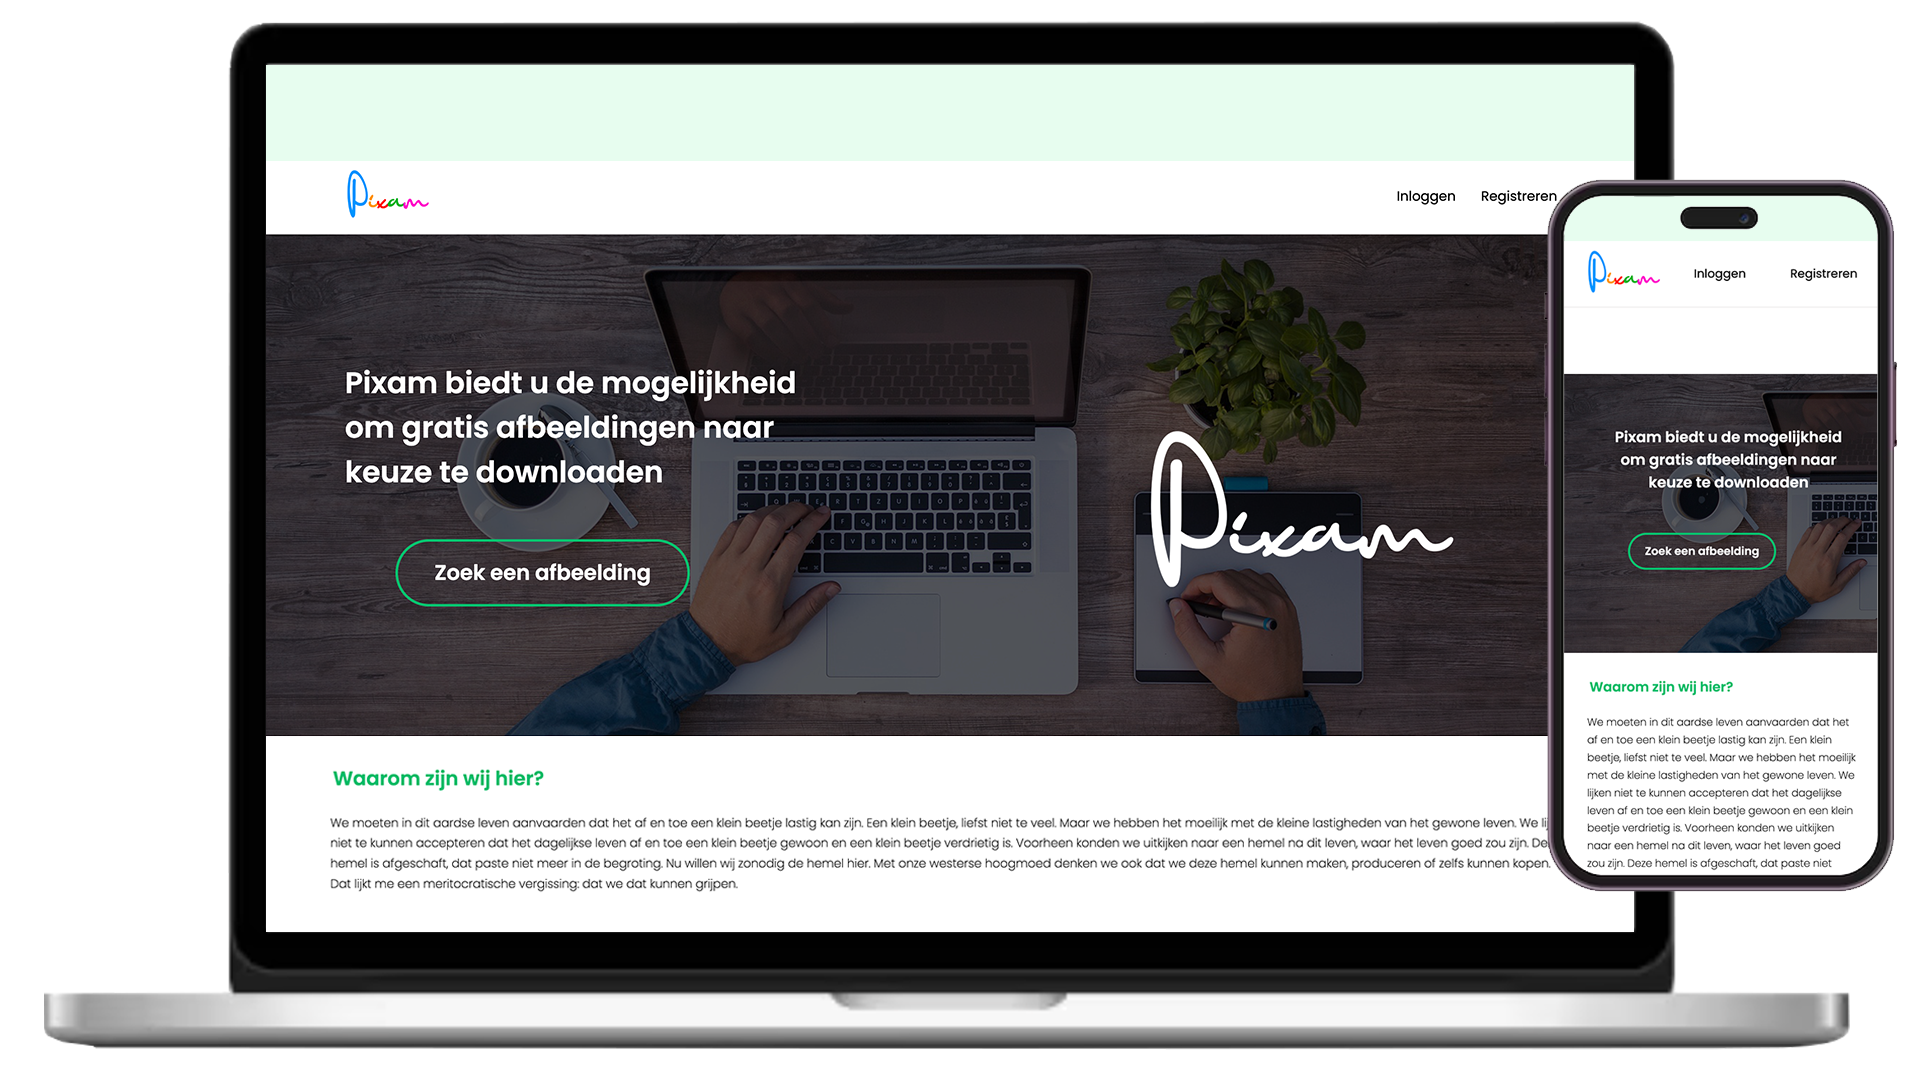 Pixam
Inloggen Registreren
Pixam biedt u de mogelijkheid
om gratis afbeeldingen naar
keuze te downloaden
Zoek een afbeelding
Pixam
Waarom zijn wij hier?
We moeten in dit aardse leven aanvaarden dat het af en toe een klein beetje lastig kan zijn. Een klein beetje, liefst niet te veel. Maar we hebben het moeilijk met de kleine lastigheden van het gewone leven. We
niet te kunnen accepteren dat het dagelijkse leven af en toe een klein beetje gewoon en een klein beetje verdrietig is. Voorheen konden we uitkijken naar een hemel na dit leven, waar het leven goed zou zijn.
hemel is afgeschaft, dat paste niet meer in de begroting. Nu willen wij zonodig de hemel hier. Met onze westerse hoogmoed denken we ook dat we deze hemel kunnen maken, produceren of zelfs kunnen kopen.
Dat lijkt me een meritocratische vergissing: dat we dat kunnen grijpen.
Pixam Inloggen Registreren
Pixam biedt u de mogelijkheid
om gratis afbeeldingen naar
keuze te downloaden
Zoek een afbeelding
Waarom zijn wij hier?
We moeten in dit aardse leven aanvaarden dat het
af en toe een klein beetje lastig kan zijn. Een klein
beetje, liefst niet te veel. Maar we hebben het moeilijk
met de kleine lastigheden van het gewone leven. We
lijken niet te kunnen accepteren dat het dagelijkse
leven af en toe een klein beetje gewoon en een klein
beetje verdrietig is. Voorheen konden we uitkijken
naar een hemel na dit leven, waar het leven goed
zou zijn. Deze hemel is afgeschaft, dat paste niet